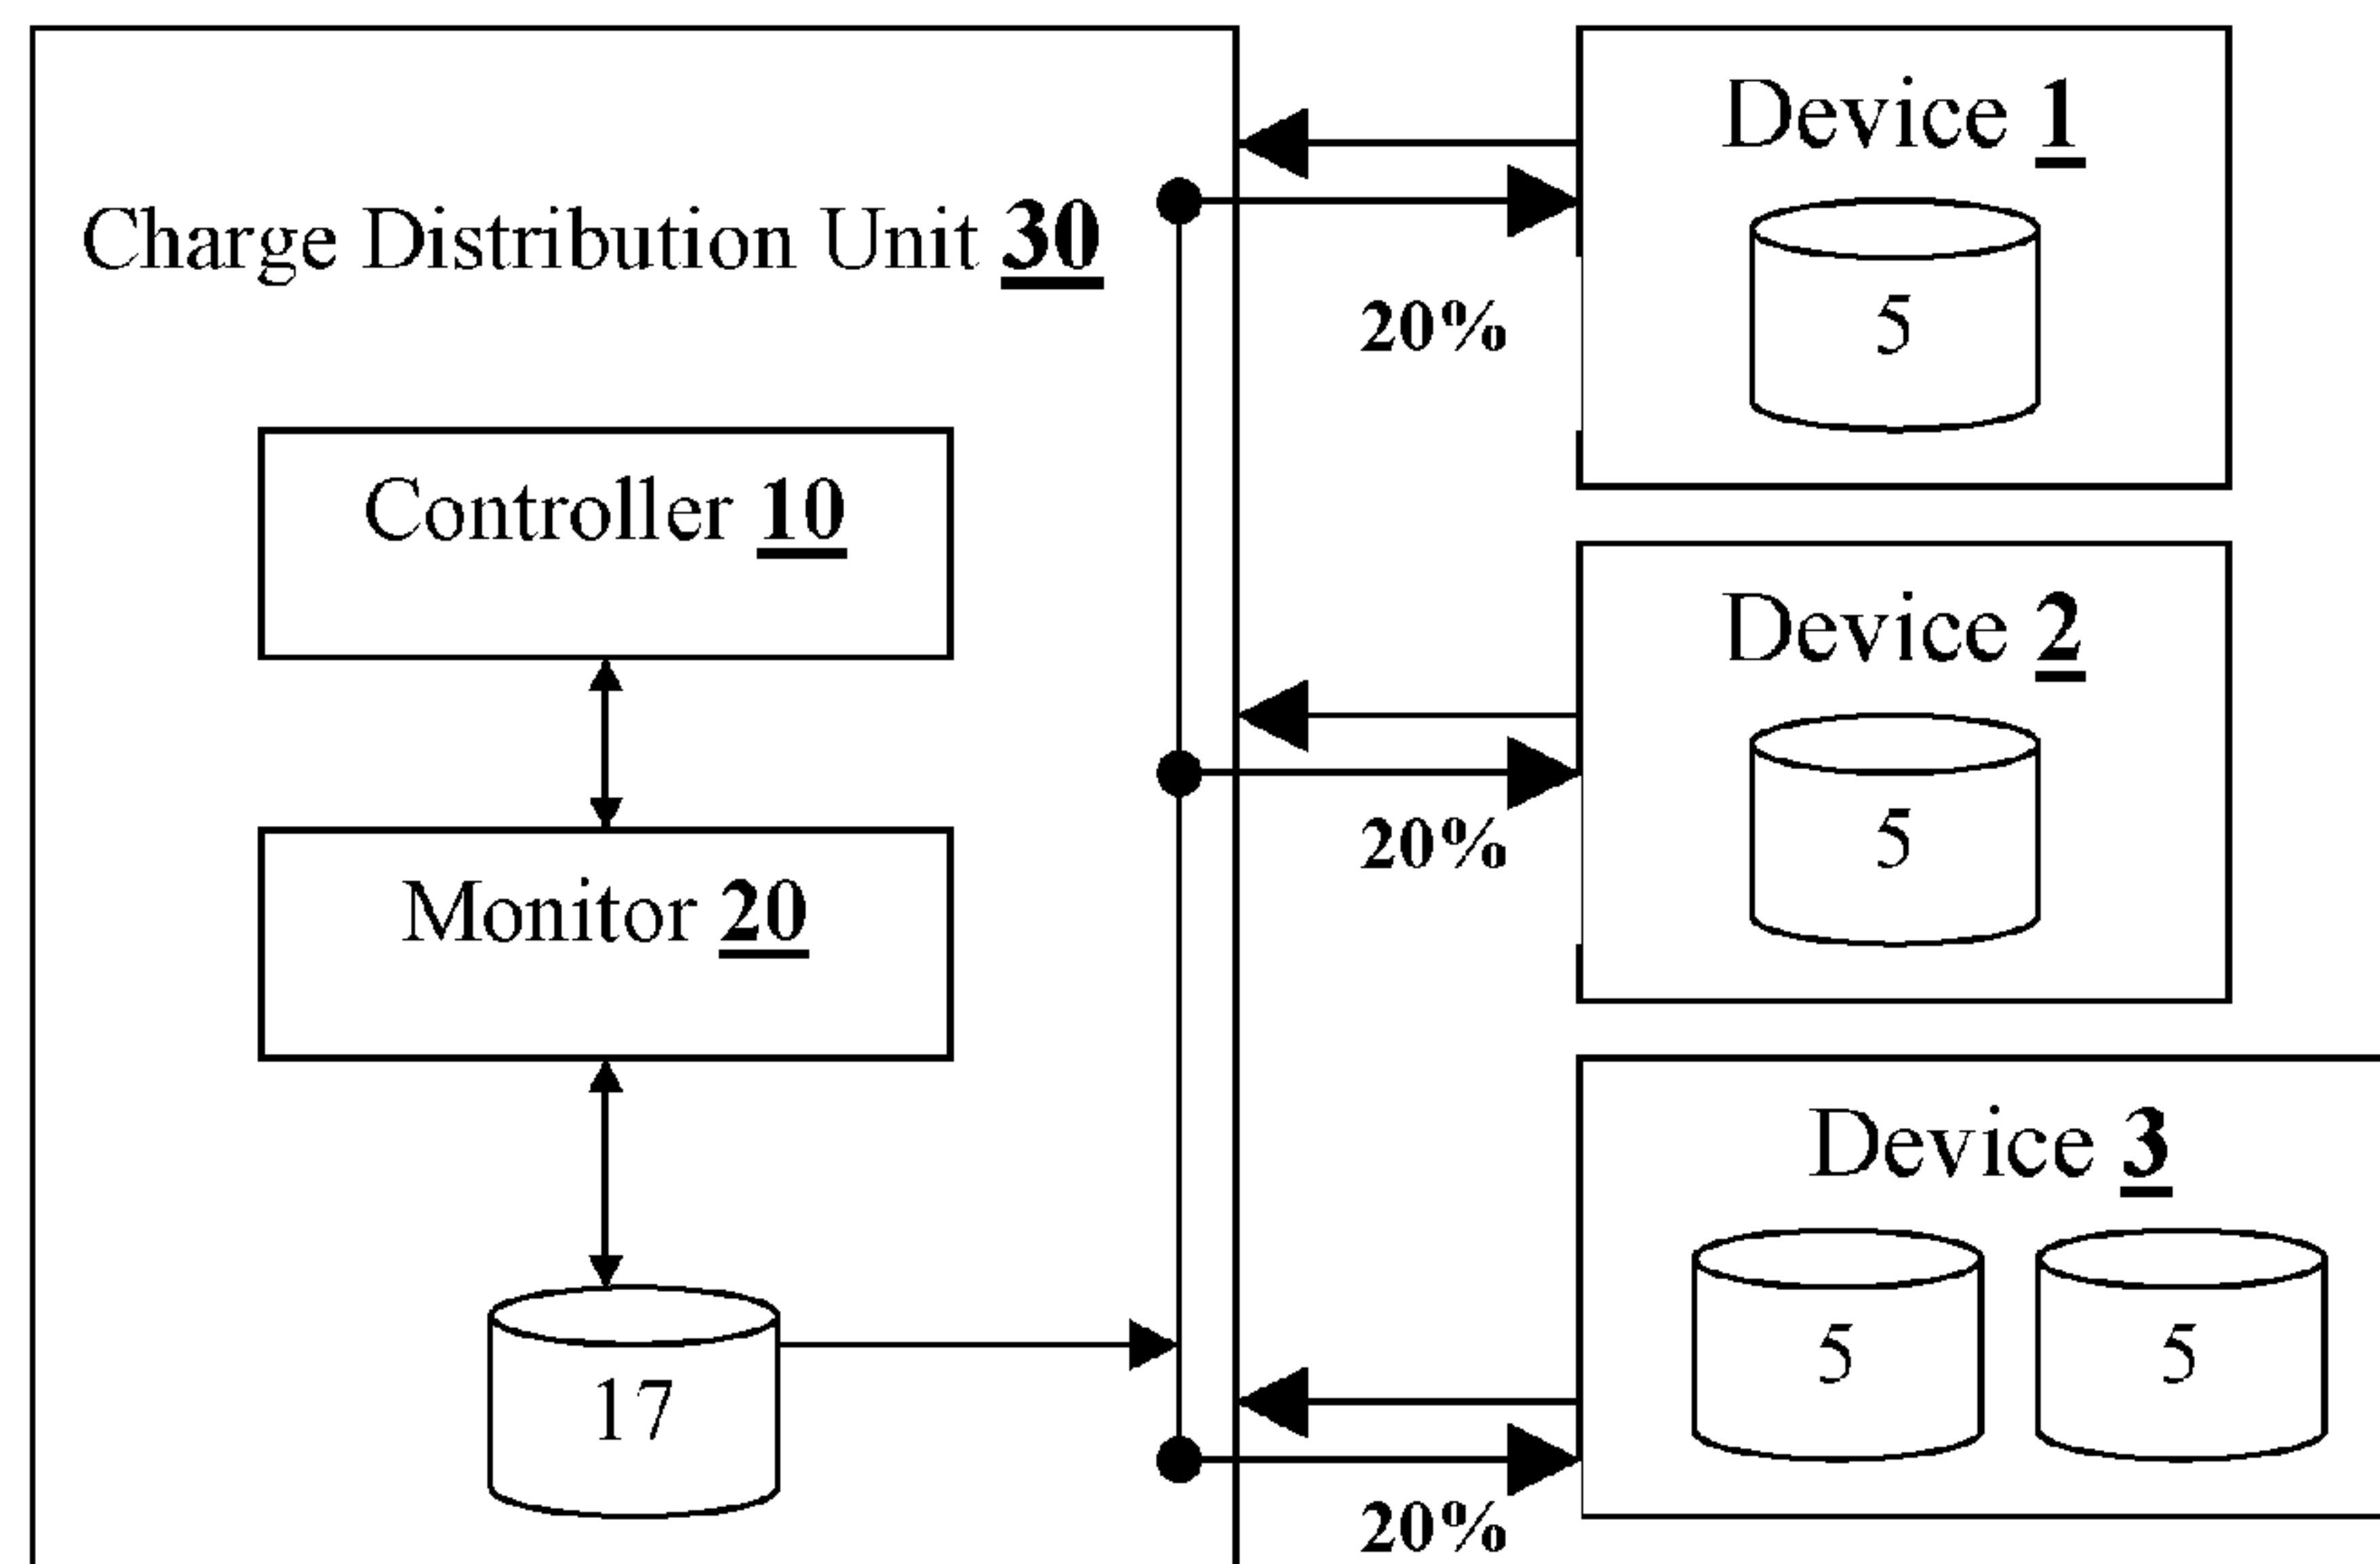 Charge Distribution Unit 30
Controller 10
Monitor 20
17
20%
20%
20%
Device 1
5
Device 2
5
Device 3
5 5